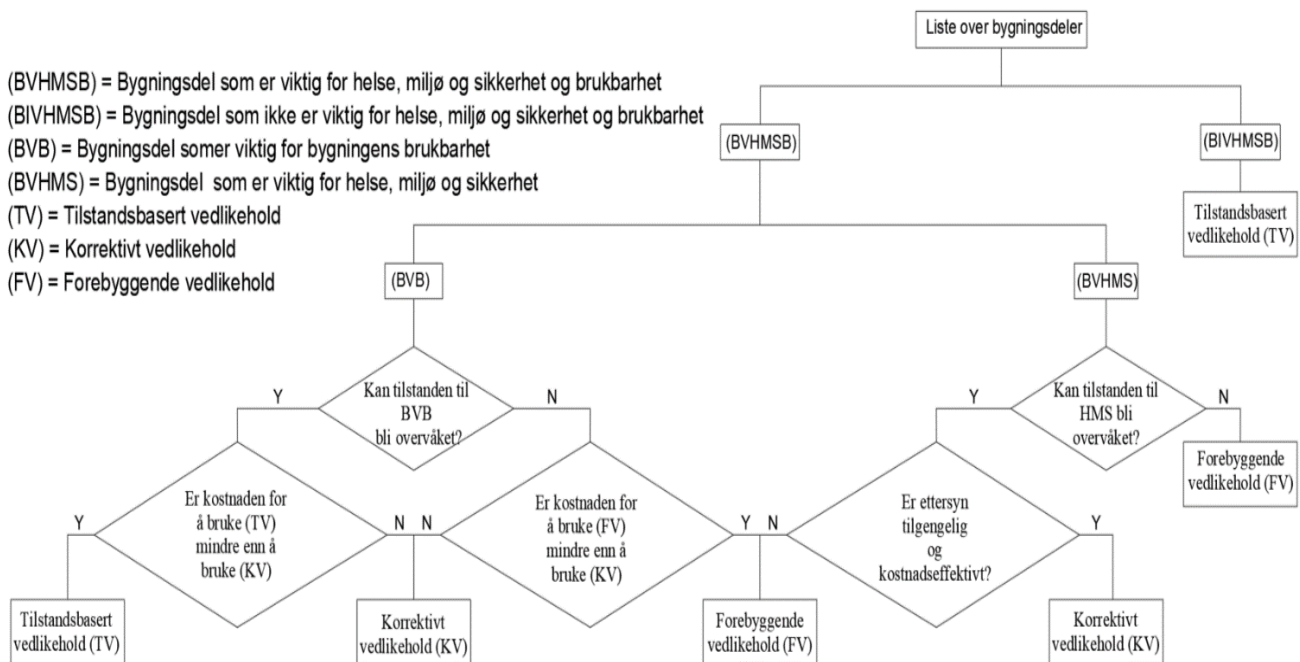 Liste over bygningsdeler
(BVHMSB) = Bygningsdel som er viktig for helse, miljø og sikkerhet og brukbarhet
(BIVHMSB) = Bygningsdel som ikke er viktig for helse, miljø og sikkerhet og brukbarhet
(BVB) = Bygningsdel somer viktig for bygningens brukbarhet
(BVHMS) = Bygningsdel som er viktig for helse, miljø og sikkerhet
(TV) = Tilstandsbasert vedlikehold
(KV) = Korrektivt vedlikehold
(FV) = Forebyggende vedlikehold
(BVHMSB)
(BIVHMSB)
Tilstandsbasert
vedlikehold (TV)
(BVB)
(BVHMS)
Y
Kan tilstanden til
BVB
bli overvåket?
N
Y
Kan tilstanden til
HMS bli
overvåket?
N
Forebyggende
vedlikehold (FV)
Y
Er kostnaden for
å bruke (TV)
mindre enn å
bruke (KV)
N
N
Er kostnaden for
å bruke (FV)
mindre enn å
bruke (KV)
Y
N
Er ettersyn
tilgengelig
og
kostnadseffektivt?
Y
Tilstandsbasert
vedlikehold (TV)
Korrektivt
vedlikehold (KV)
Forebyggende
vedlikehold (FV)
Korrektivt
vedlikehold (KV)